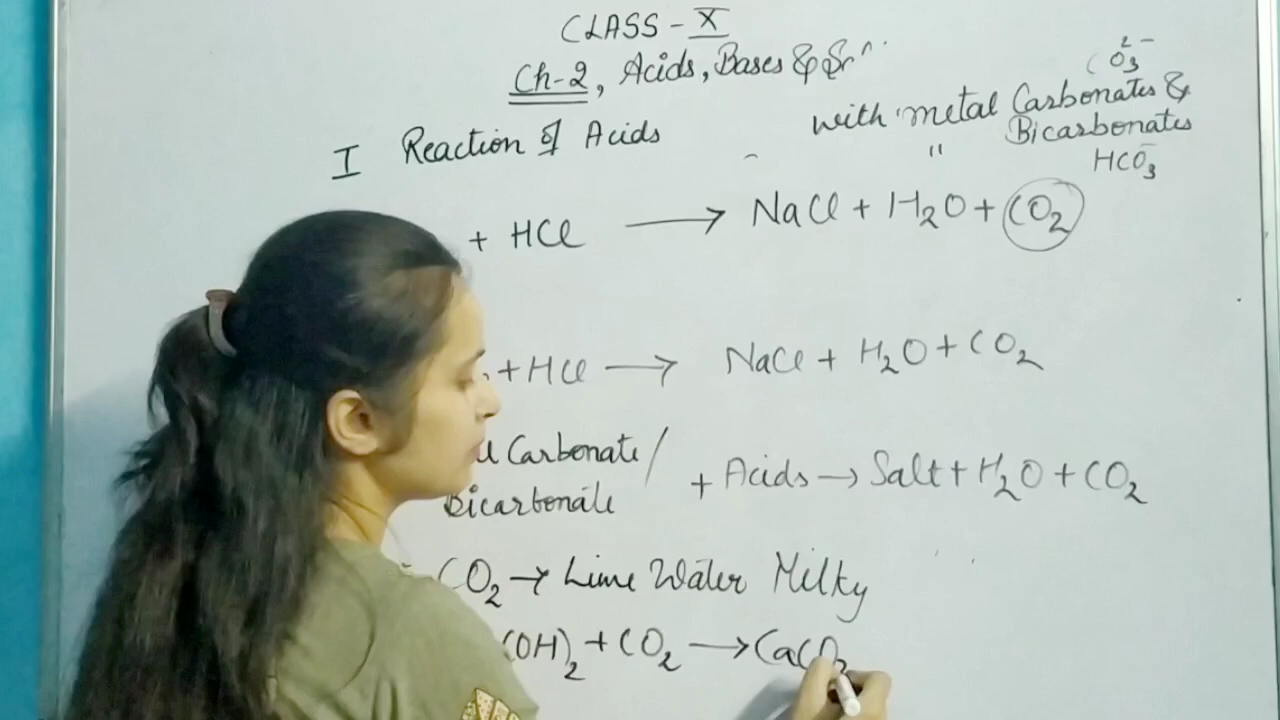 CLASS - X
Ch-2, Acids, Bases &
I Reaction of Acids with metal Carbonates &
" Bicarbonates
CO3 2-
HCO3 -
+ HCl → NaCl + H2O + CO2
+ HCl → NaCl + H2O + CO2
Carbonate /
Bicarbonate + Acids → Salt + H2O + CO2
CO2 → Lime Water Milky
(OH)2 + CO2 → CaCO3